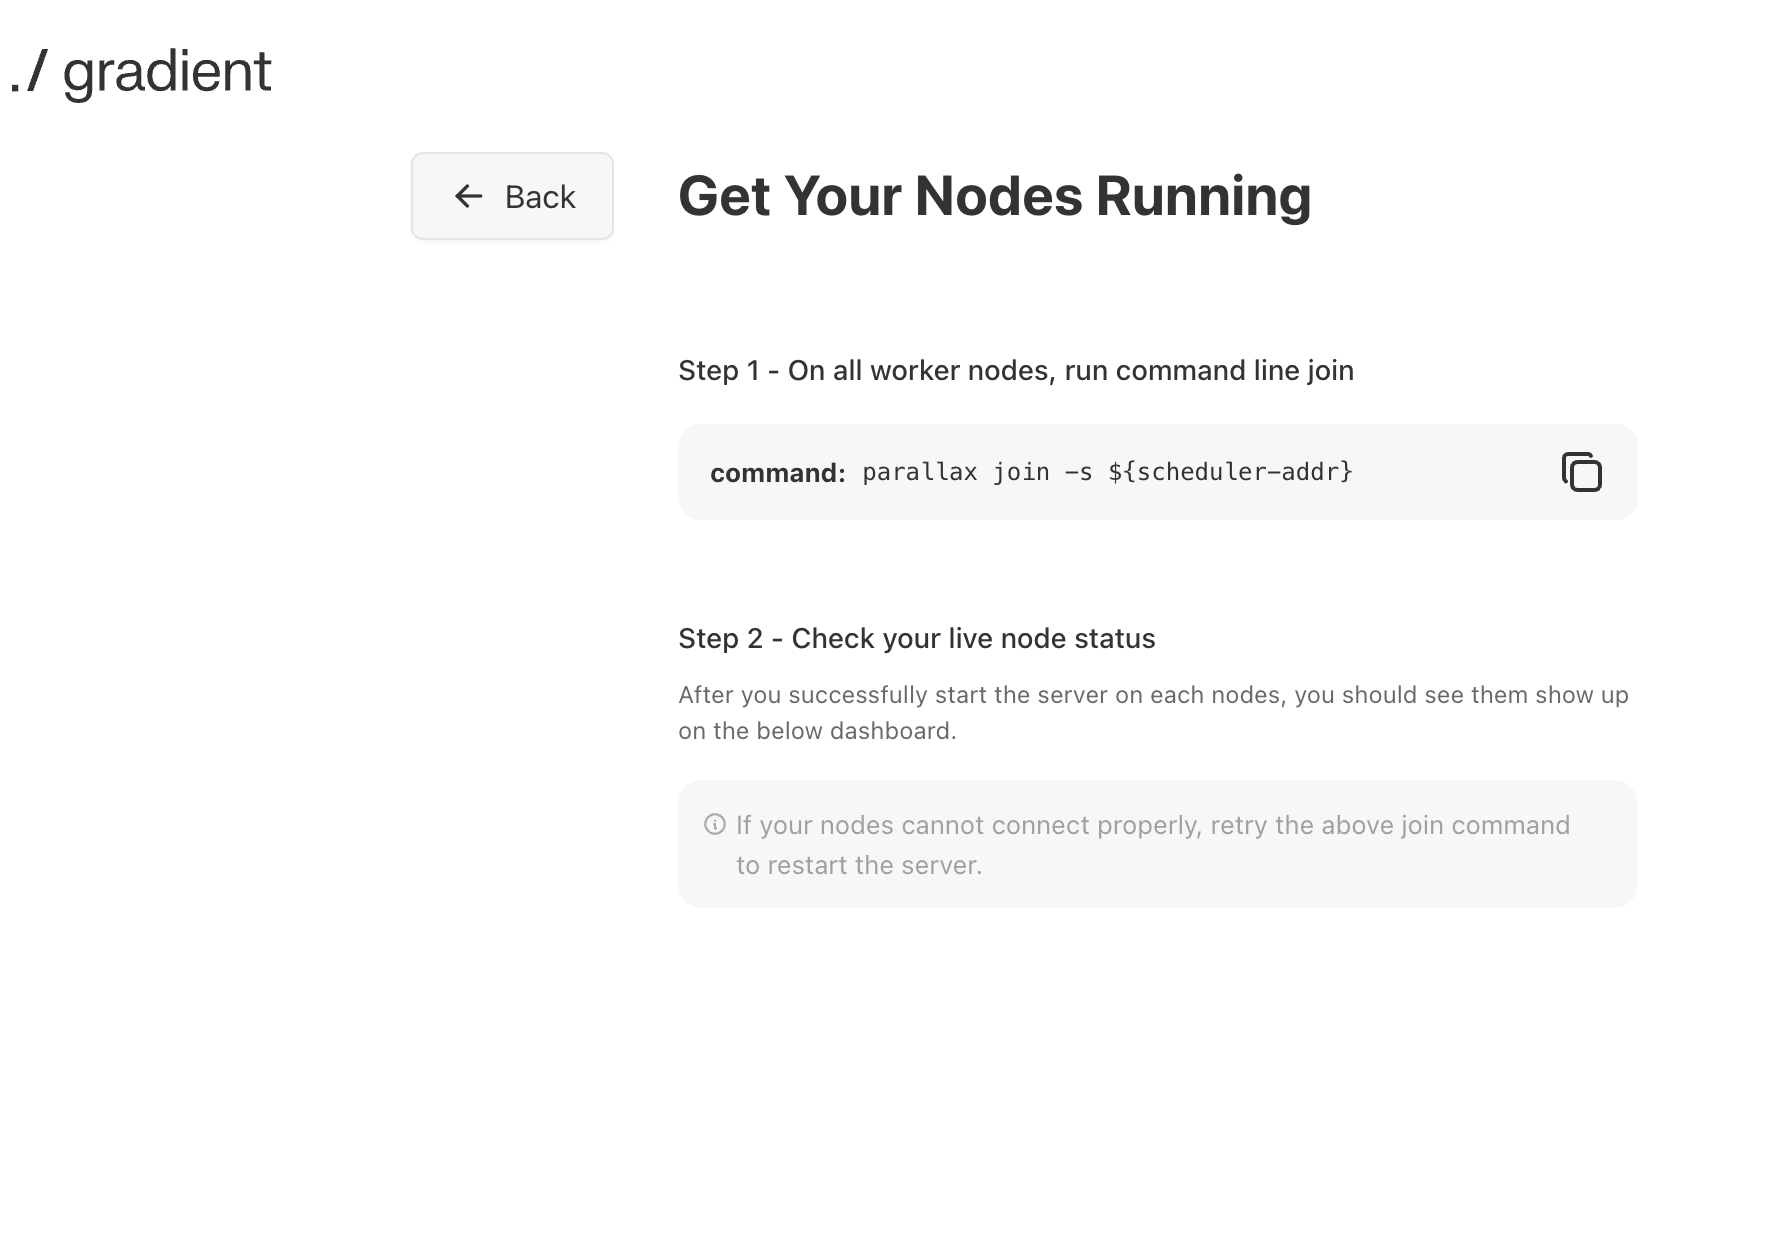 ./ gradient
← Back
Get Your Nodes Running
Step 1 - On all worker nodes, run command line join
command: parallax join -s ${scheduler-addr}
Step 2 - Check your live node status
After you successfully start the server on each nodes, you should see them show up
on the below dashboard.
If your nodes cannot connect properly, retry the above join command
to restart the server.